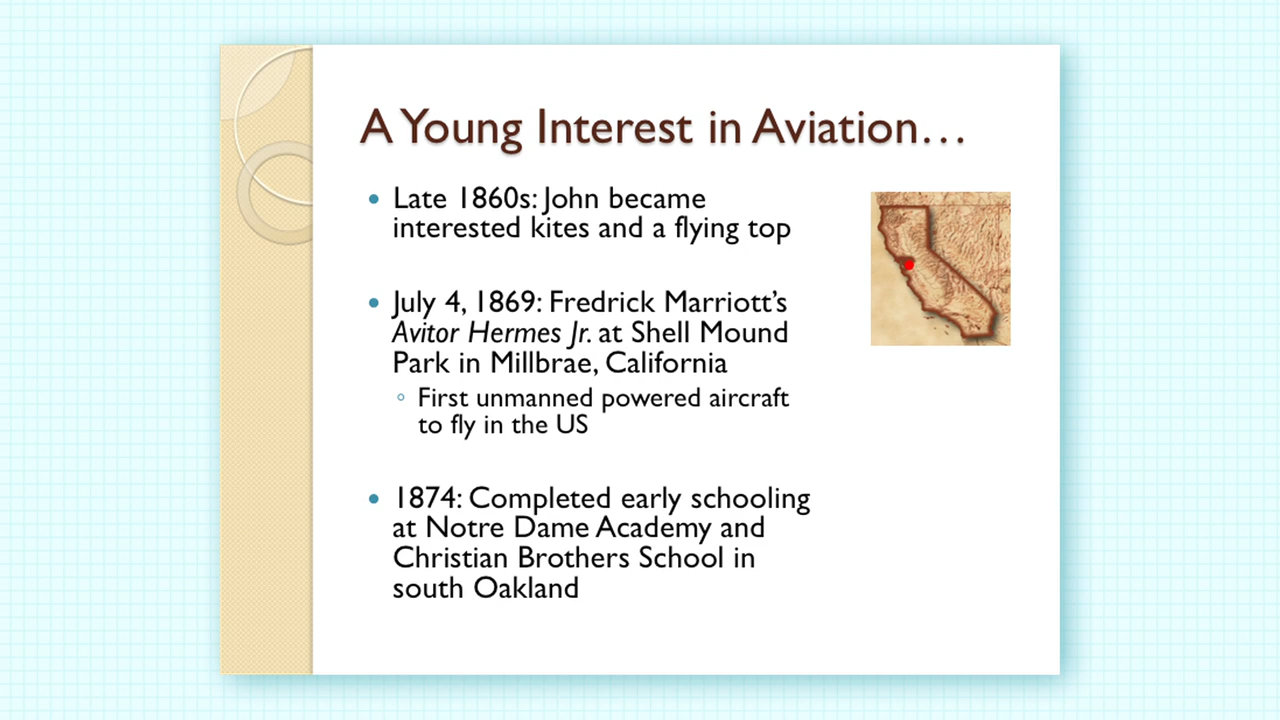 A Young Interest in Aviation…
Late 1860s: John became
interested kites and a flying top
July 4, 1869: Fredrick Marriott’s
Avitor Hermes Jr. at Shell Mound
Park in Millbrae, California
First unmanned powered aircraft
to fly in the US
1874: Completed early schooling
at Notre Dame Academy and
Christian Brothers School in
south Oakland